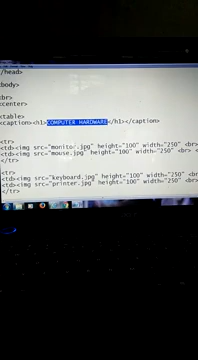 /head>
body>
br>
center>
table>
caption><h1>COMPUTER HARDWARE</h1></caption>
tr>
<td><img src="monitor.jpg" height="100" width="250" <br>
<td><img src="mouse.jpg" height="100" width="250" <br>
</tr>
<tr>
<td><img src="keyboard.jpg" height="100" width="250" <br
<td><img src="printer.jpg" height="100" width="250" <br>
</tr>